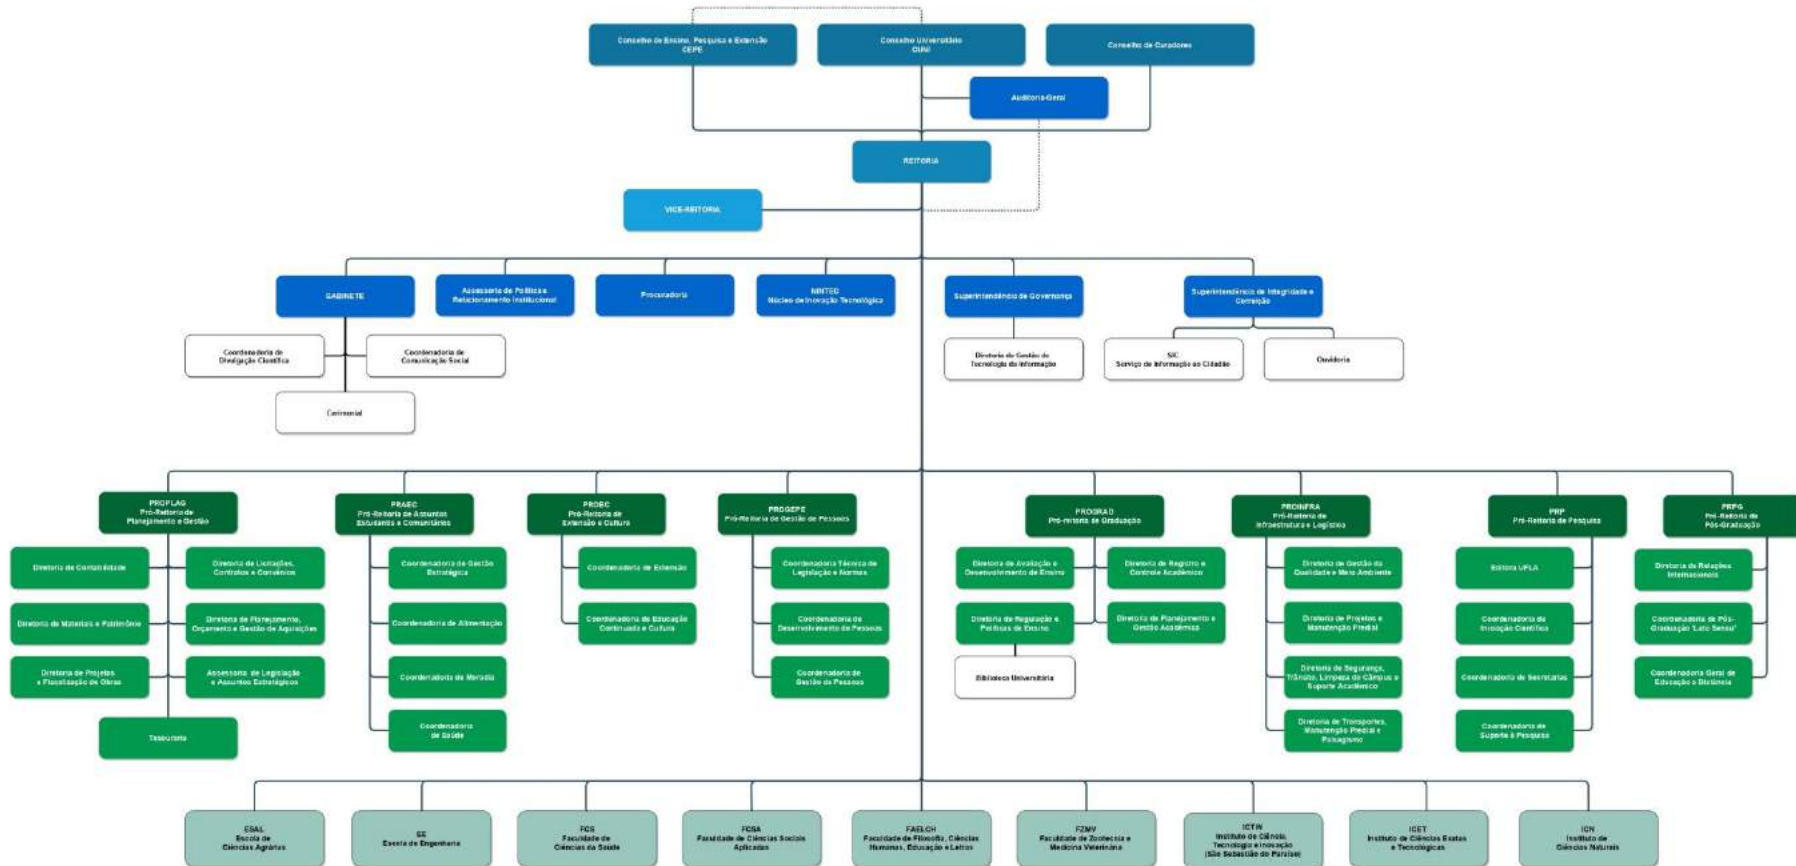 Conselho de Ensino, Pesquisa e Extensão
CEPE
Conselho Universitário
CUNI
Conselho de Curadores
Auditoria-Geral
REITORIA
VICE-REITORIA
GABINETE
Assessoria de Política e
Relacionamento Institucional
Procuradoria
NINTEC
Núcleo de Inovação Tecnológica
Superintendência de Governança
Superintendência de Integridade e
Correição
Coordenadoria de
Divulgação Científica
Coordenadoria de
Comunicação Social
Cerimonial
Diretoria de Gestão de
Tecnologia da Informação
SIC
Serviço de Informação ao Cidadão
Ouvidoria
PROPLAG
Pró-Reitoria de
Planejamento e Gestão
PRAEC
Pró-Reitoria de Assuntos
Estudantis e Comunitários
PROEC
Pró-Reitoria de
Extensão e Cultura
PROGEPE
Pró-Reitoria de Gestão de Pessoas
PROGRAD
Pró-reitoria de Graduação
PROINFRA
Pró-Reitoria de
Infraestrutura e Logística
PRP
Pró-Reitoria de Pesquisa
PRPG
Pró-Reitoria de
Pós-Graduação
Diretoria de Contabilidade
Diretoria de Licitações,
Contratos e Convênios
Diretoria de Materiais e Patrimônio
Diretoria de Planejamento,
Orçamento e Gestão de Aquisições
Diretoria de Projetos
e Fiscalização de Obras
Assessoria de Legislação
e Assuntos Estratégicos
Tesouraria
Coordenadoria de Gestão
Estratégica
Coordenadoria de Alimentação
Coordenadoria de Moradia
Coordenadoria
de Saúde
Coordenadoria de Extensão
Coordenadoria de Educação
Continuada e Cultura
Coordenadoria Técnica de
Legislação e Normas
Coordenadoria de
Desenvolvimento de Pessoas
Coordenadoria de
Gestão de Pessoas
Diretoria de Avaliação e
Desenvolvimento de Ensino
Diretoria de Registro e
Controle Acadêmico
Diretoria de Regulação e
Políticas de Ensino
Diretoria de Planejamento e
Gestão Acadêmica
Biblioteca Universitária
Diretoria de Gestão da
Qualidade e Meio Ambiente
Diretoria de Projetos e
Manutenção Predial
Diretoria de Segurança,
Trânsito, Limpeza do Câmpus e
Suporte Acadêmico
Diretoria de Transportes,
Manutenção Predial e
Paisagismo
Editora UFLA
Coordenadoria de
Iniciação Científica
Coordenadoria de Secretarias
Coordenadoria de
Suporte à Pesquisa
Diretoria de Relações
Internacionais
Coordenadoria de Pós-
Graduação 'Lato Sensu'
Coordenadoria Geral de
Educação a Distância
ESAL
Escola de
Ciências Agrárias
EE
Escola de Engenharia
FCS
Faculdade de
Ciências da Saúde
FCSA
Faculdade de Ciências Sociais
Aplicadas
FAELCH
Faculdade de Filosofia, Ciências
Humanas, Educação e Letras
FZMV
Faculdade de Zootecnia e
Medicina Veterinária
ICTIN
Instituto de Ciência,
Tecnologia e Inovação
(São Sebastião do Paraíso)
ICET
Instituto de Ciências Exatas
e Tecnológicas
ICN
Instituto de
Ciências Naturais